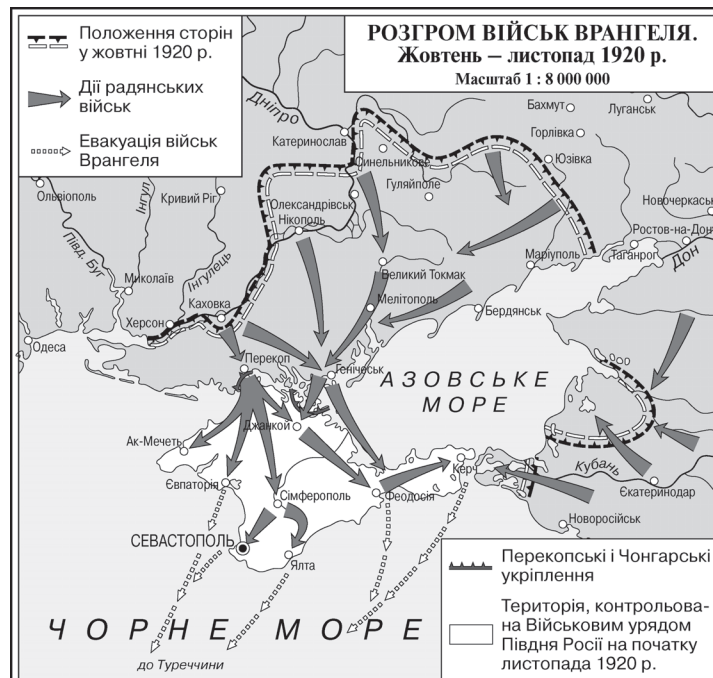 РОЗГРОМ ВІЙСЬК ВРАНГЕЛЯ.
Жовтень – листопад 1920 р.
Масштаб 1 : 8 000 000
Положення сторін
у жовтні 1920 р.
Дії радянських
військ
Евакуація військ
Врангеля
Дніпро
Катеринослав
Синельникове
Бахмут
Луганськ
Горлівка
Юзівка
Гуляйполе
Ольвіополь
Інгул
Кривий Ріг
Олександрівськ
Нікополь
Новочеркаськ
Ростов-на-Дону
Таганрог
Дон
Маріуполь
Півд. Буг
Інгулець
Миколаїв
Великий Токмак
Каховка
Мелітополь
Бердянськ
Херсон
Одеса
Перекоп
Генічеськ
АЗОВСЬКЕ
МОРЕ
Джанкой
Ак-Мечеть
Керч
Кубань
Євпаторія
Сімферополь
Феодосія
Єкатеринодар
Новоросійськ
СЕВАСТОПОЛЬ
Ялта
ЧОРНЕ МОРЕ
до Туреччини
Перекопські і Чонгарські
укріплення
Територія, контрольова-
на Військовим урядом
Півдня Росії на початку
листопада 1920 р.